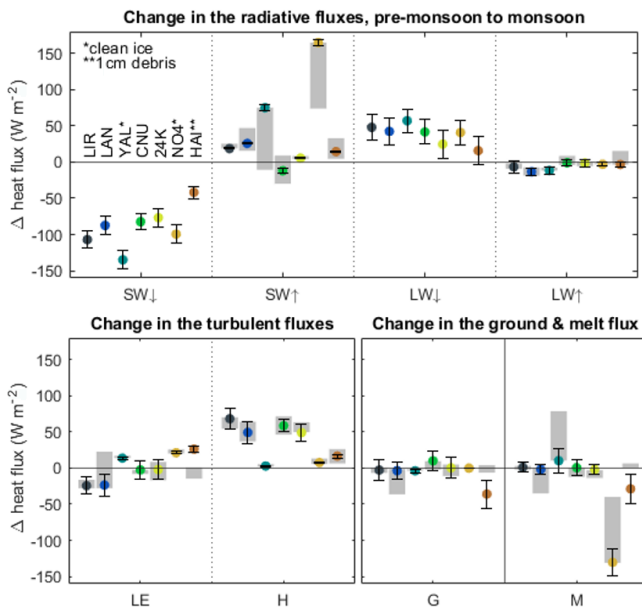 Change in the radiative fluxes, pre-monsoon to monsoon
Δ heat flux (W m⁻²)
150
100
50
0
-50
-100
-150
*clean ice
**1cm debris
LIR
LAN
YAL*
CNU
24K
NO4*
HAI**
SW↓ SW↑ LW↓ LW↑
Change in the turbulent fluxes
Change in the ground & melt flux
Δ heat flux (W m⁻²)
150
100
50
0
-50
-100
-150
LE H G M